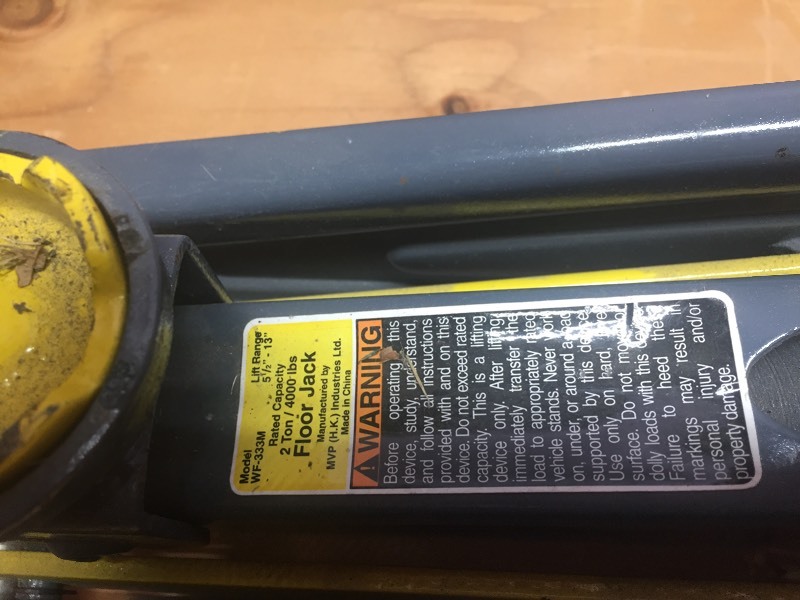 Model Lift Range
WF-333M 5 1/2" - 13"
Rated Capacity
2 Ton / 4000 lbs
Floor Jack
Manufactured by
MVP (H.K.) Industries Ltd.
Made in China
WARNING
Before operating this
device, study, understand,
and follow all instructions
provided with and on this
device. Do not exceed rated
capacity. This is a lifting
device only. After lifting,
immediately transfer the
load to appropriately rated
vehicle stands. Never work
on, under, or around a load
supported by this device.
Use only on hard, level
surface. Do not move or
dolly loads with this device.
Failure to heed these
markings may result in
personal injury and/or
property damage.